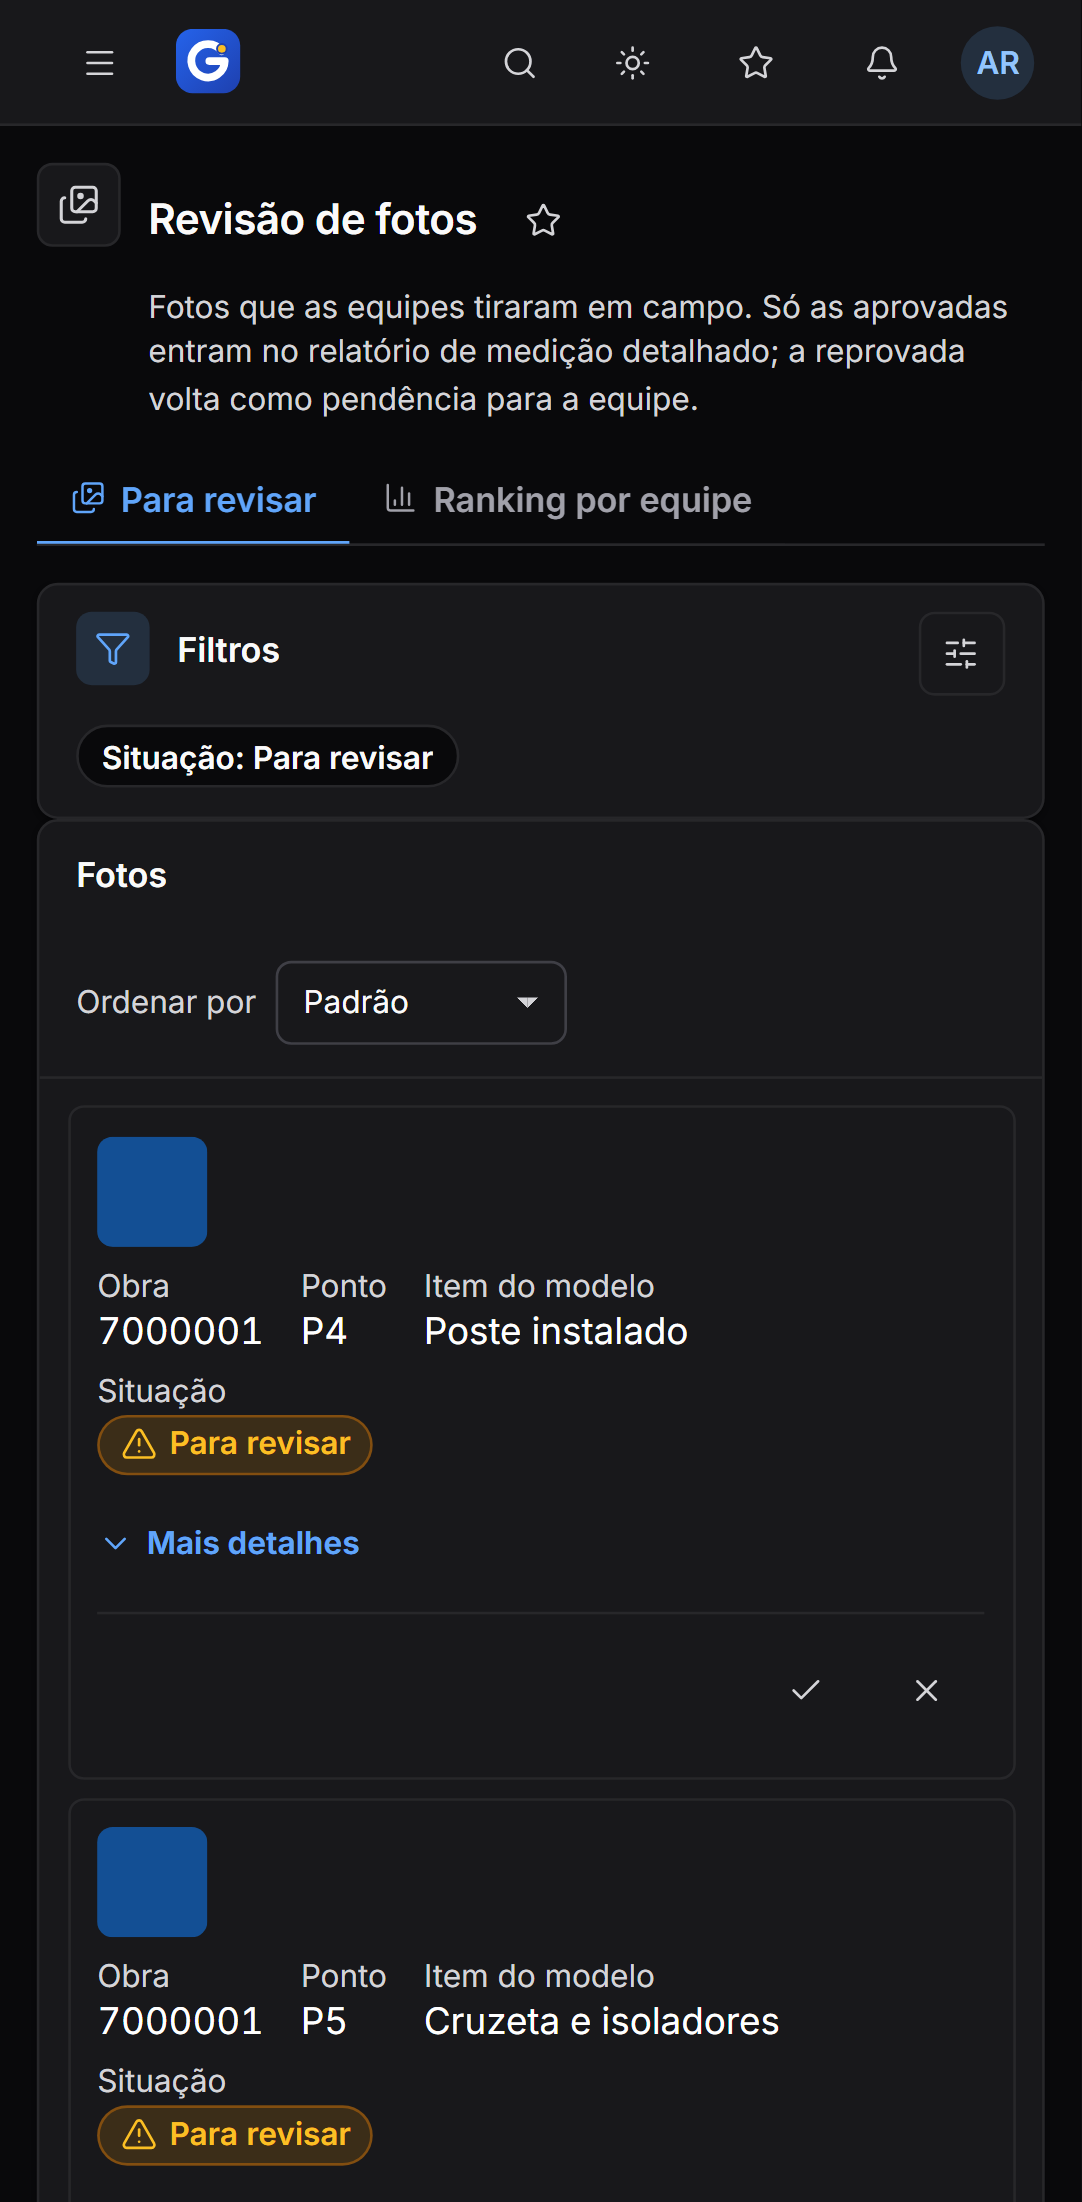 G
AR
Revisão de fotos
Fotos que as equipes tiraram em campo. Só as aprovadas
entram no relatório de medição detalhado; a reprovada
volta como pendência para a equipe.
Para revisar
Ranking por equipe
Filtros
Situação: Para revisar
Fotos
Ordenar por
Padrão
Obra Ponto Item do modelo
7000001 P4 Poste instalado
Situação
Para revisar
Mais detalhes
Obra Ponto Item do modelo
7000001 P5 Cruzeta e isoladores
Situação
Para revisar